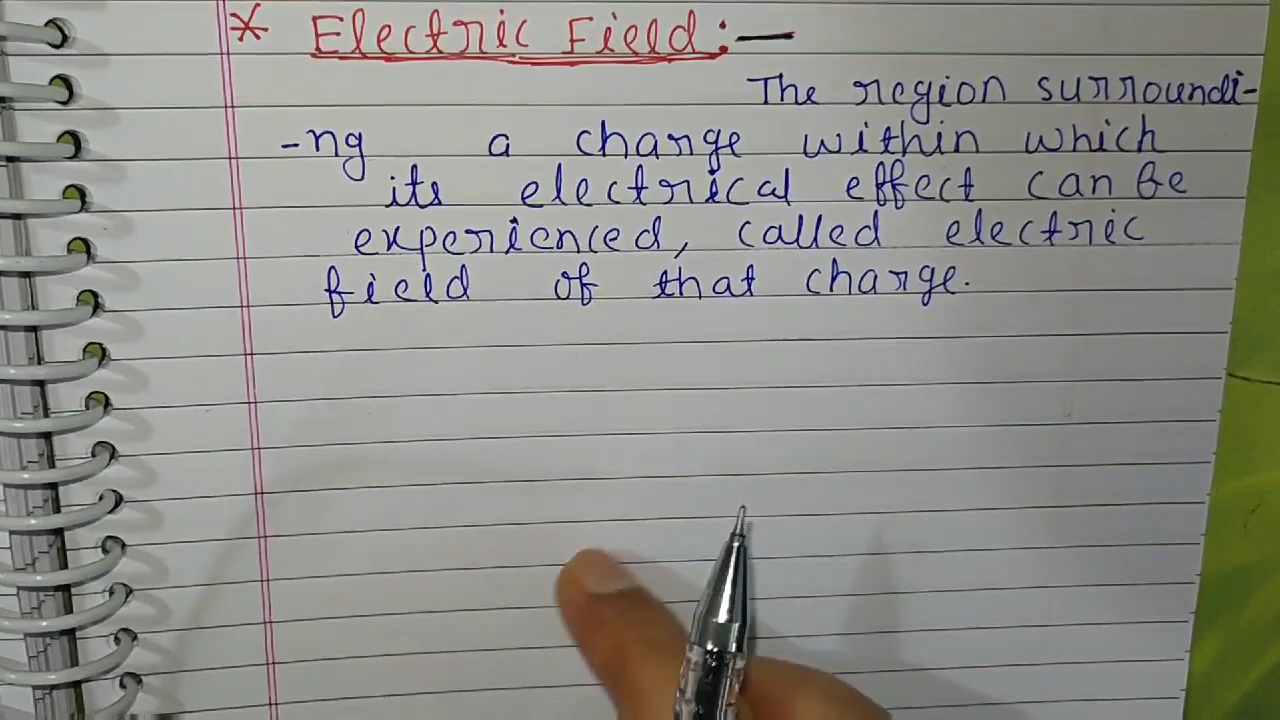 * Electric Field:—
The region surroundi-
-ng a charge within which
its electrical effect can be
experienced, called electric
field of that charge.